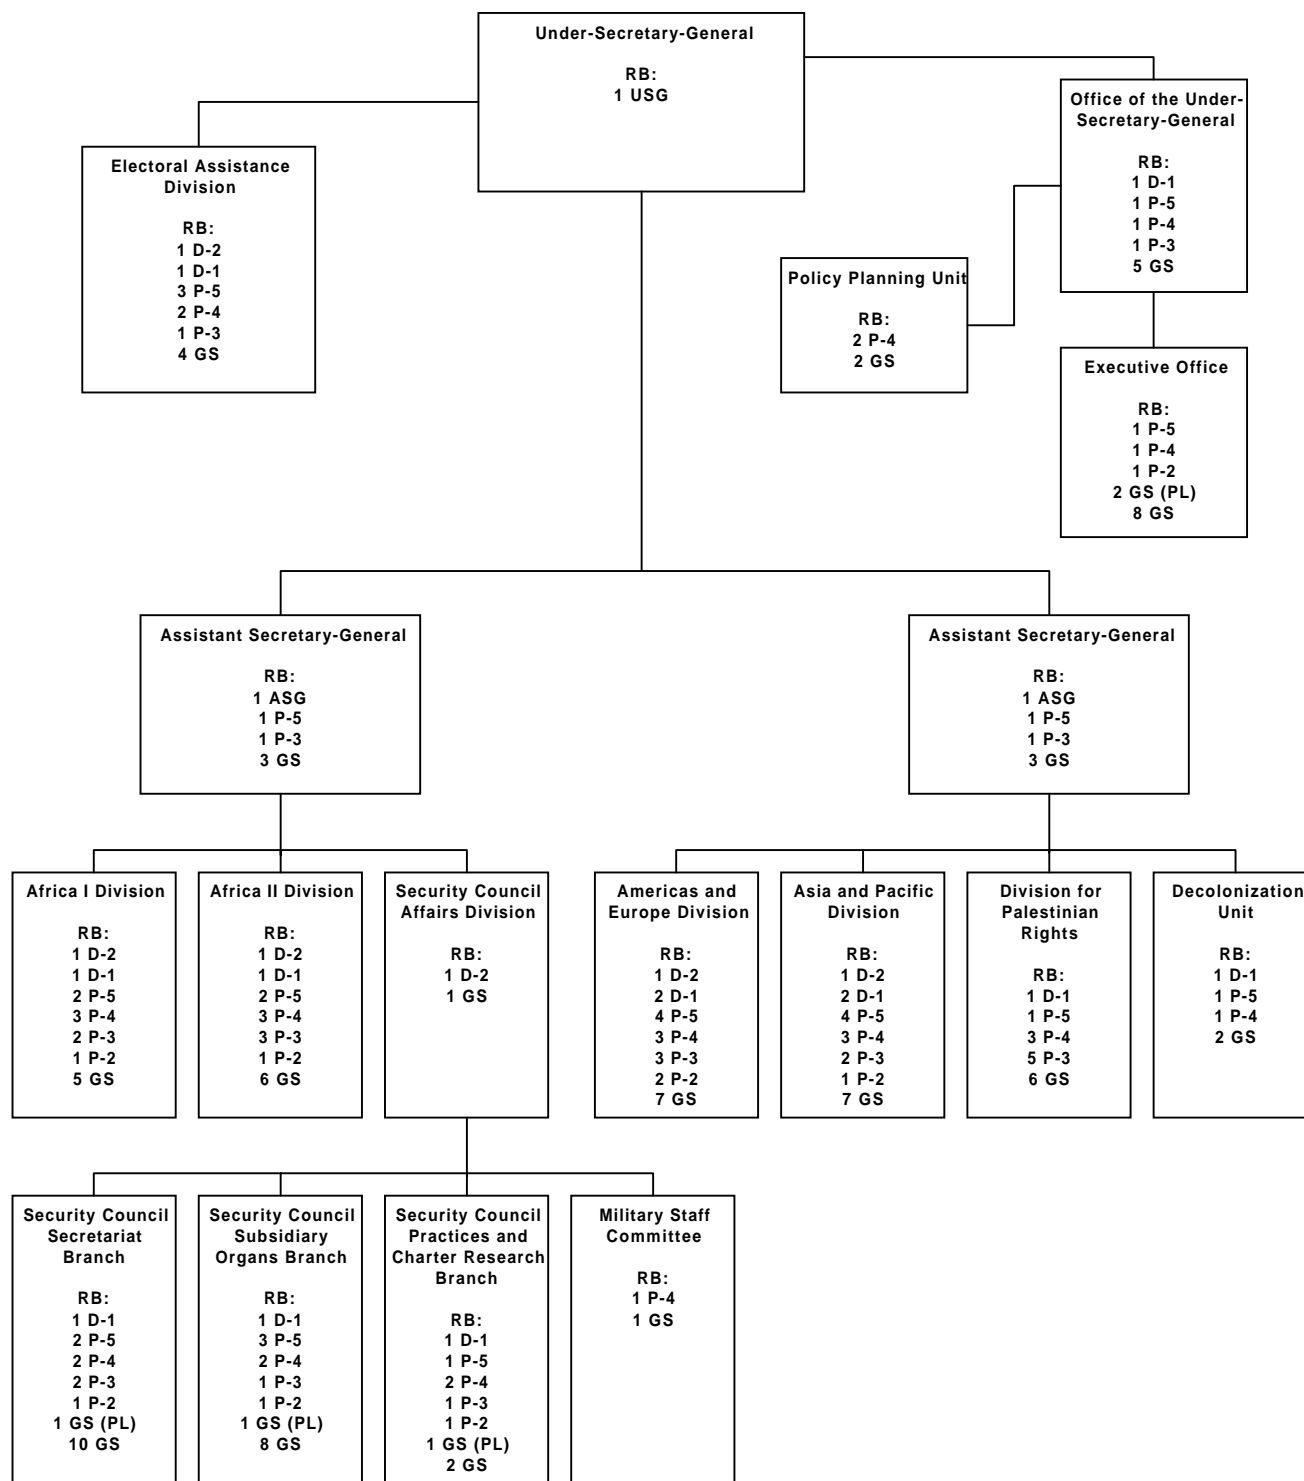 Under-Secretary-General
RB:
1 USG
Office of the Under-
Secretary-General
RB:
1 D-1
1 P-5
1 P-4
1 P-3
5 GS
Electoral Assistance
Division
RB:
1 D-2
1 D-1
3 P-5
2 P-4
1 P-3
4 GS
Policy Planning Unit
RB:
2 P-4
2 GS
Executive Office
RB:
1 P-5
1 P-4
1 P-2
2 GS (PL)
8 GS
Assistant Secretary-General
RB:
1 ASG
1 P-5
1 P-3
3 GS
Assistant Secretary-General
RB:
1 ASG
1 P-5
1 P-3
3 GS
Africa I Division
RB:
1 D-2
1 D-1
2 P-5
3 P-4
2 P-3
1 P-2
5 GS
Africa II Division
RB:
1 D-2
1 D-1
2 P-5
3 P-4
3 P-3
1 P-2
6 GS
Security Council
Affairs Division
RB:
1 D-2
1 GS
Americas and
Europe Division
RB:
1 D-2
2 D-1
4 P-5
3 P-4
3 P-3
2 P-2
7 GS
Asia and Pacific
Division
RB:
1 D-2
2 D-1
4 P-5
3 P-4
2 P-3
1 P-2
7 GS
Division for
Palestinian
Rights
RB:
1 D-1
1 P-5
3 P-4
5 P-3
6 GS
Decolonization
Unit
RB:
1 D-1
1 P-5
1 P-4
2 GS
Security Council
Secretariat
Branch
RB:
1 D-1
2 P-5
2 P-4
2 P-3
1 P-2
1 GS (PL)
10 GS
Security Council
Subsidiary
Organs Branch
RB:
1 D-1
3 P-5
2 P-4
1 P-3
1 P-2
1 GS (PL)
8 GS
Security Council
Practices and
Charter Research
Branch
RB:
1 D-1
1 P-5
2 P-4
1 P-3
1 P-2
1 GS (PL)
2 GS
Military Staff
Committee
RB:
1 P-4
1 GS